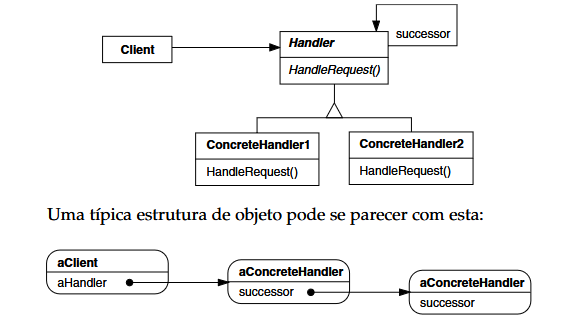 Client
Handler
successor
HandleRequest()
ConcreteHandler1
ConcreteHandler2
HandleRequest()
HandleRequest()
Uma típica estrutura de objeto pode se parecer com esta:
aClient
aHandler
aConcreteHandler
successor
aConcreteHandler
successor